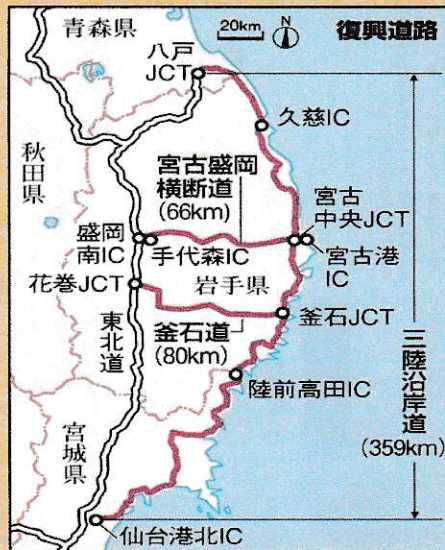 青森県
20km
N
復興道路
八戸
JCT
久慈IC
秋田県
宮古盛岡
横断道
(66km)
宮古
中央JCT
盛岡
南IC
手代森IC
宮古港
IC
花巻JCT
岩手県
釜石JCT
東北道
釜石道
(80km)
三陸沿岸道
(359km)
陸前高田IC
宮城県
仙台港北IC